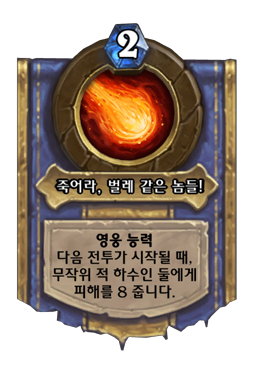 2
죽어라, 벌레 같은 놈들!
영웅 능력
다음 전투가 시작될 때,
무작위 적 하수인 둘에게
피해를 8 줍니다.